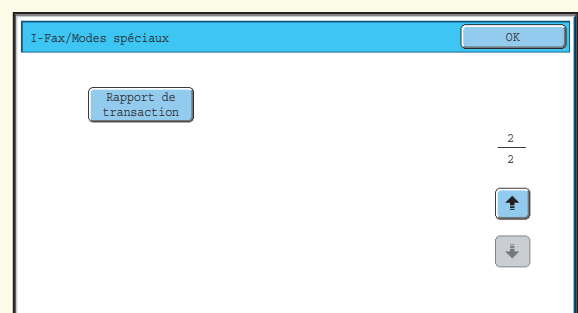 I-Fax/Modes spéciaux
OK
Rapport de
transaction
2
2